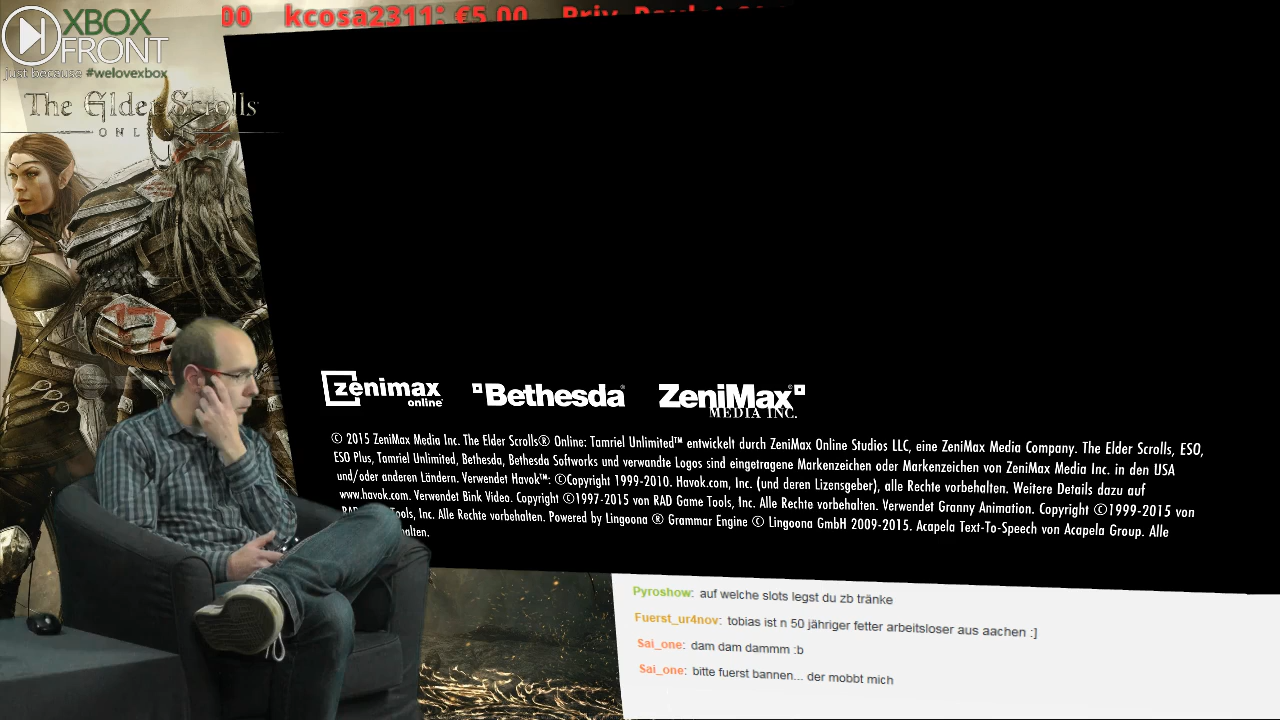 00 kcosa2311: €5.00
XBOX
FRONT
just because #welovexbox
The Elder Scrolls
ONLINE
zenimax
online
Bethesda®
ZeniMax®
MEDIA INC.
© 2015 ZeniMax Media Inc. The Elder Scrolls® Online: Tamriel Unlimited™ entwickelt durch ZeniMax Online Studios LLC, eine ZeniMax Media Company. The Elder Scrolls, ESO,
ESO Plus, Tamriel Unlimited, Bethesda, Bethesda Softworks und verwandte Logos sind eingetragene Markenzeichen oder Markenzeichen von ZeniMax Media Inc. in den USA
und/oder anderen Ländern. Verwendet Havok™: ©Copyright 1999-2010. Havok.com, Inc. (und deren Lizensgeber), alle Rechte vorbehalten. Weitere Details dazu auf
www.havok.com. Verwendet Bink Video. Copyright ©1997-2015 von RAD Game Tools, Inc. Alle Rechte vorbehalten. Verwendet Granny Animation. Copyright ©1999-2015 von
Tools, Inc. Alle Rechte vorbehalten. Powered by Lingoona ® Grammar Engine © Lingoona GmbH 2009-2015. Acapela Text-To-Speech von Acapela Group. Alle
halten.
Pyroshow: auf welche slots legst du zb tränke
Fuerst_ur4nov: tobias ist n 50 jähriger fetter arbeitsloser aus aachen :]
Sai_one: dam dam dammm :b
Sai_one: bitte fuerst bannen... der mobbt mich